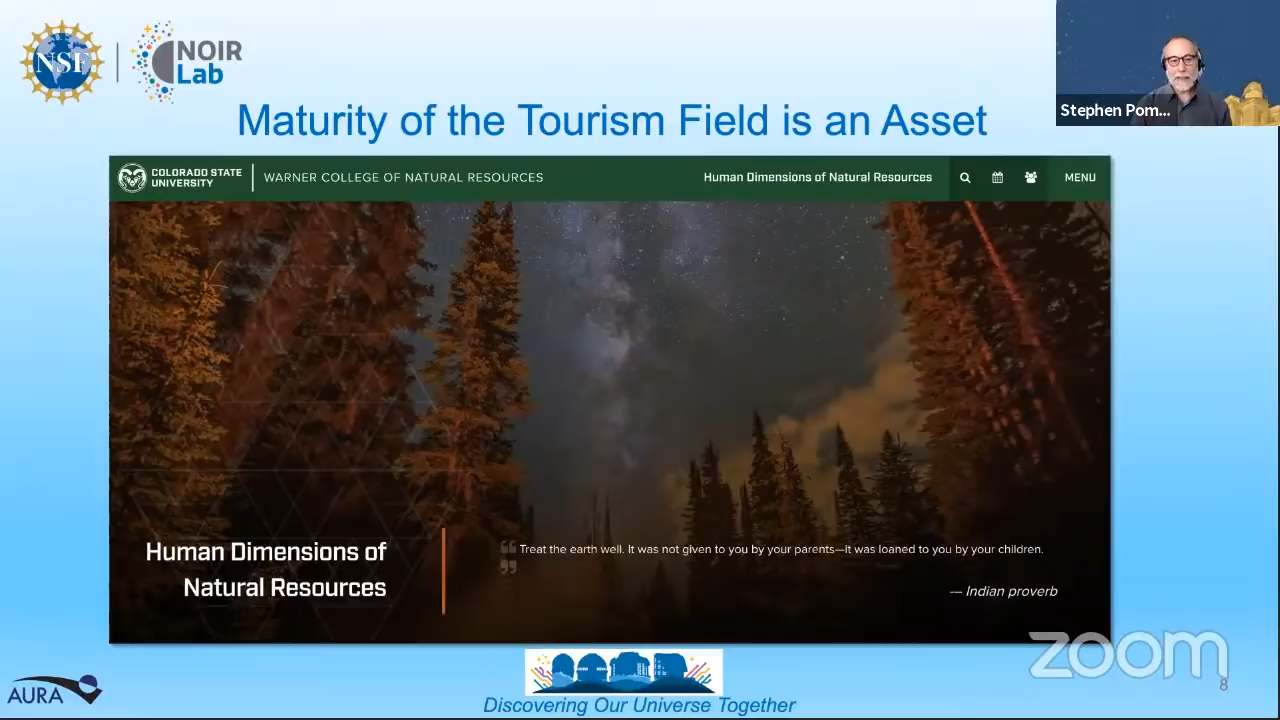 NSF
NOIR
Lab
Stephen Pom...
Maturity of the Tourism Field is an Asset
COLORADO STATE
UNIVERSITY
WARNER COLLEGE OF NATURAL RESOURCES
Human Dimensions of Natural Resources
MENU
Human Dimensions of
Natural Resources
“ Treat the earth well. It was not given to you by your parents—it was loaned to you by your children.
”
— Indian proverb
zoom
8
AURA
Discovering Our Universe Together